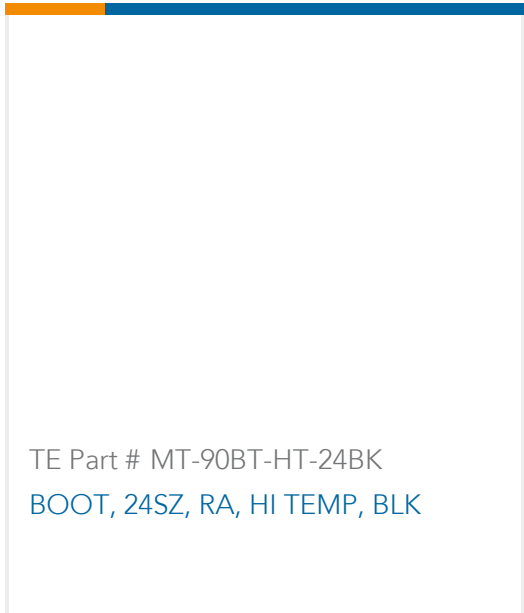 TE Part # MT-90BT-HT-24BK
BOOT, 24SZ, RA, HI TEMP, BLK